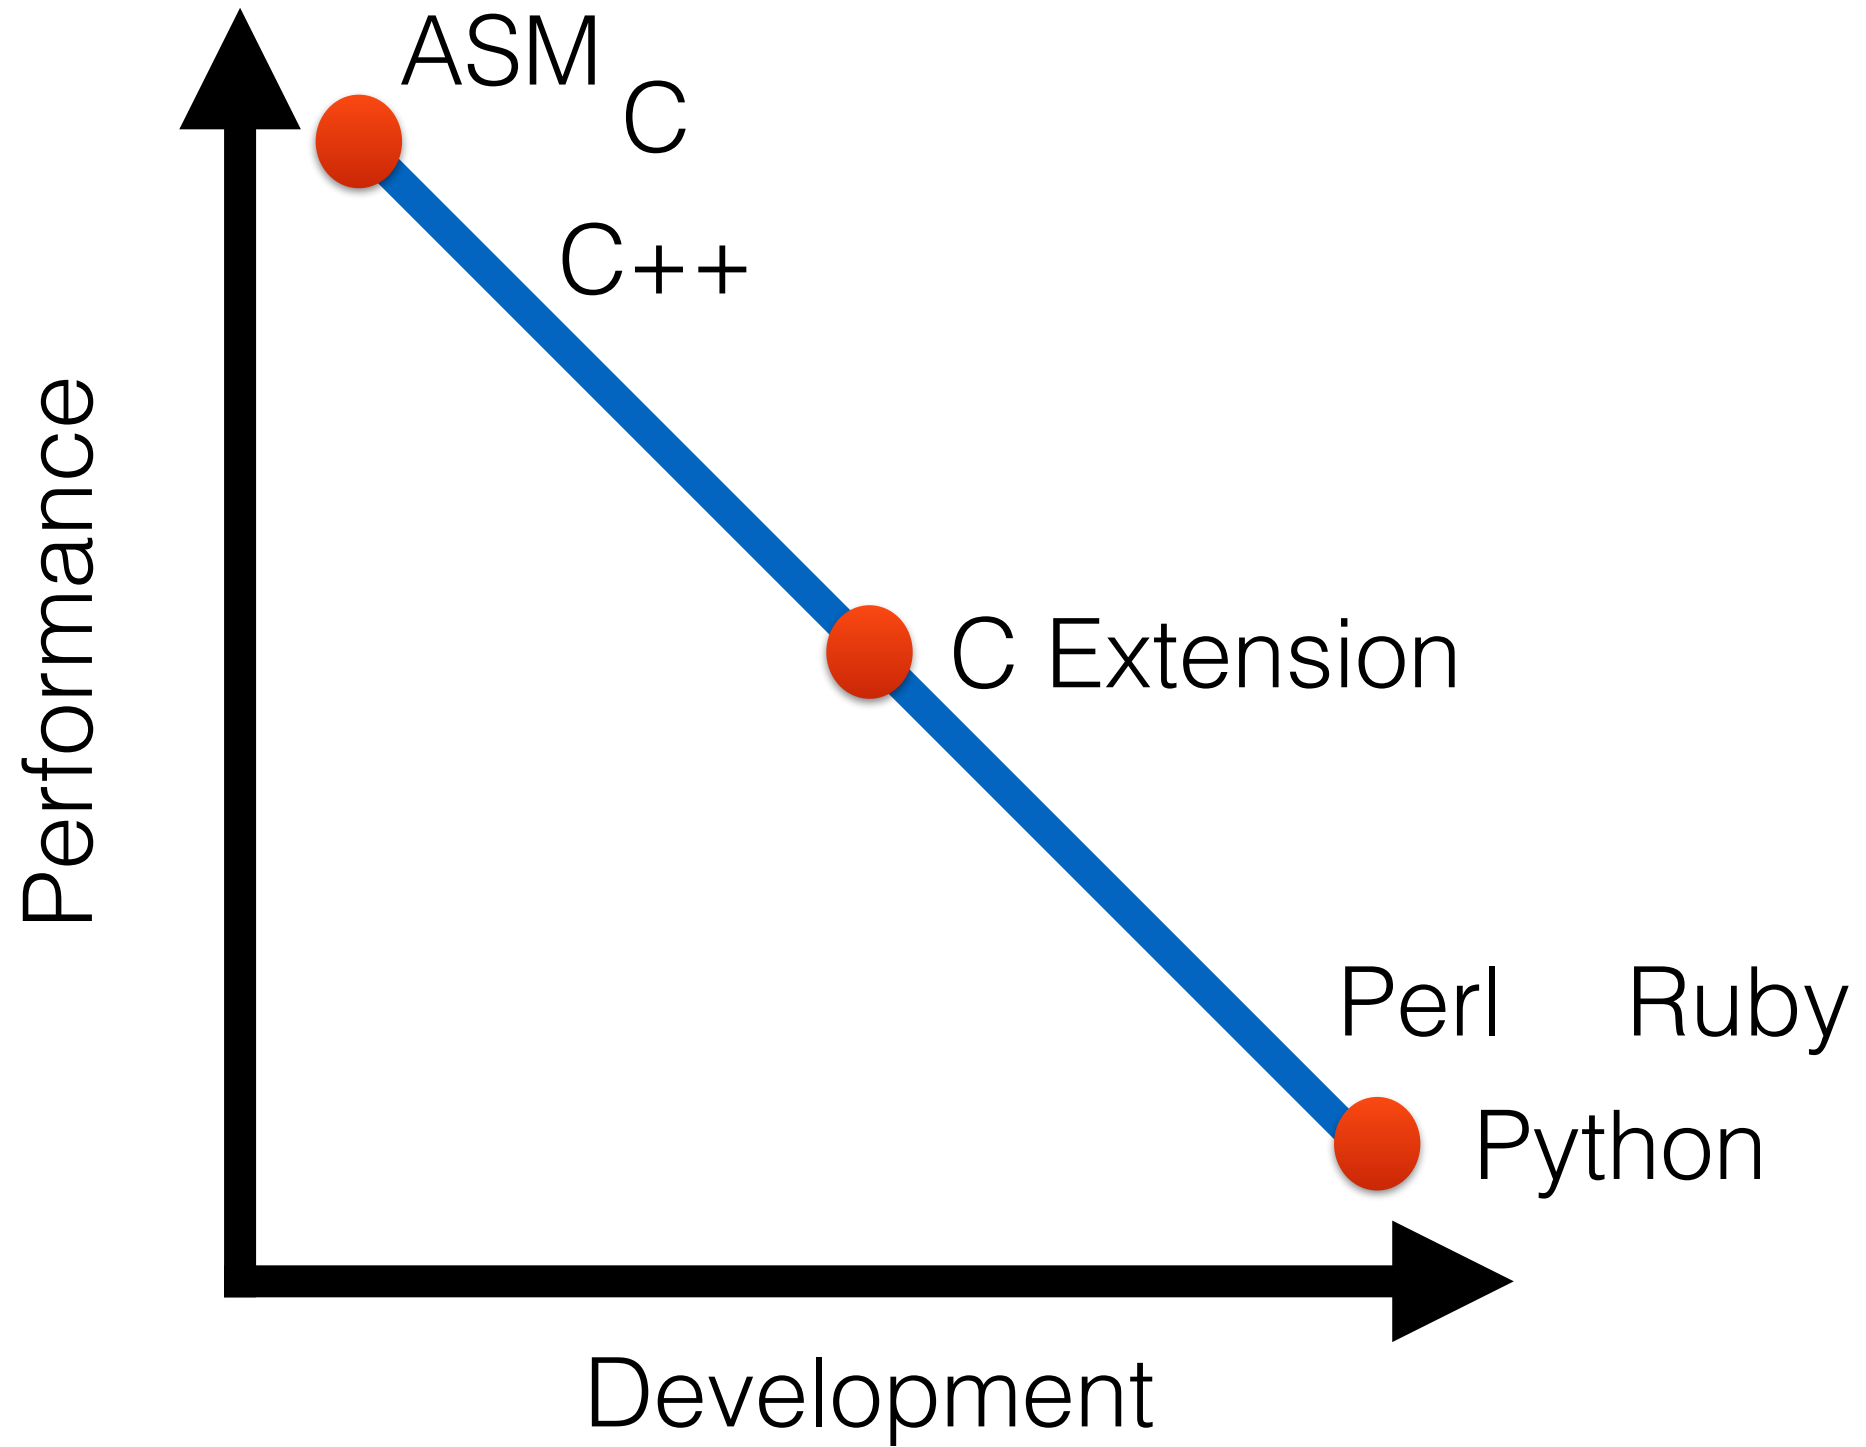 ASM
C
C++
Performance
C Extension
Perl
Ruby
Python
Development